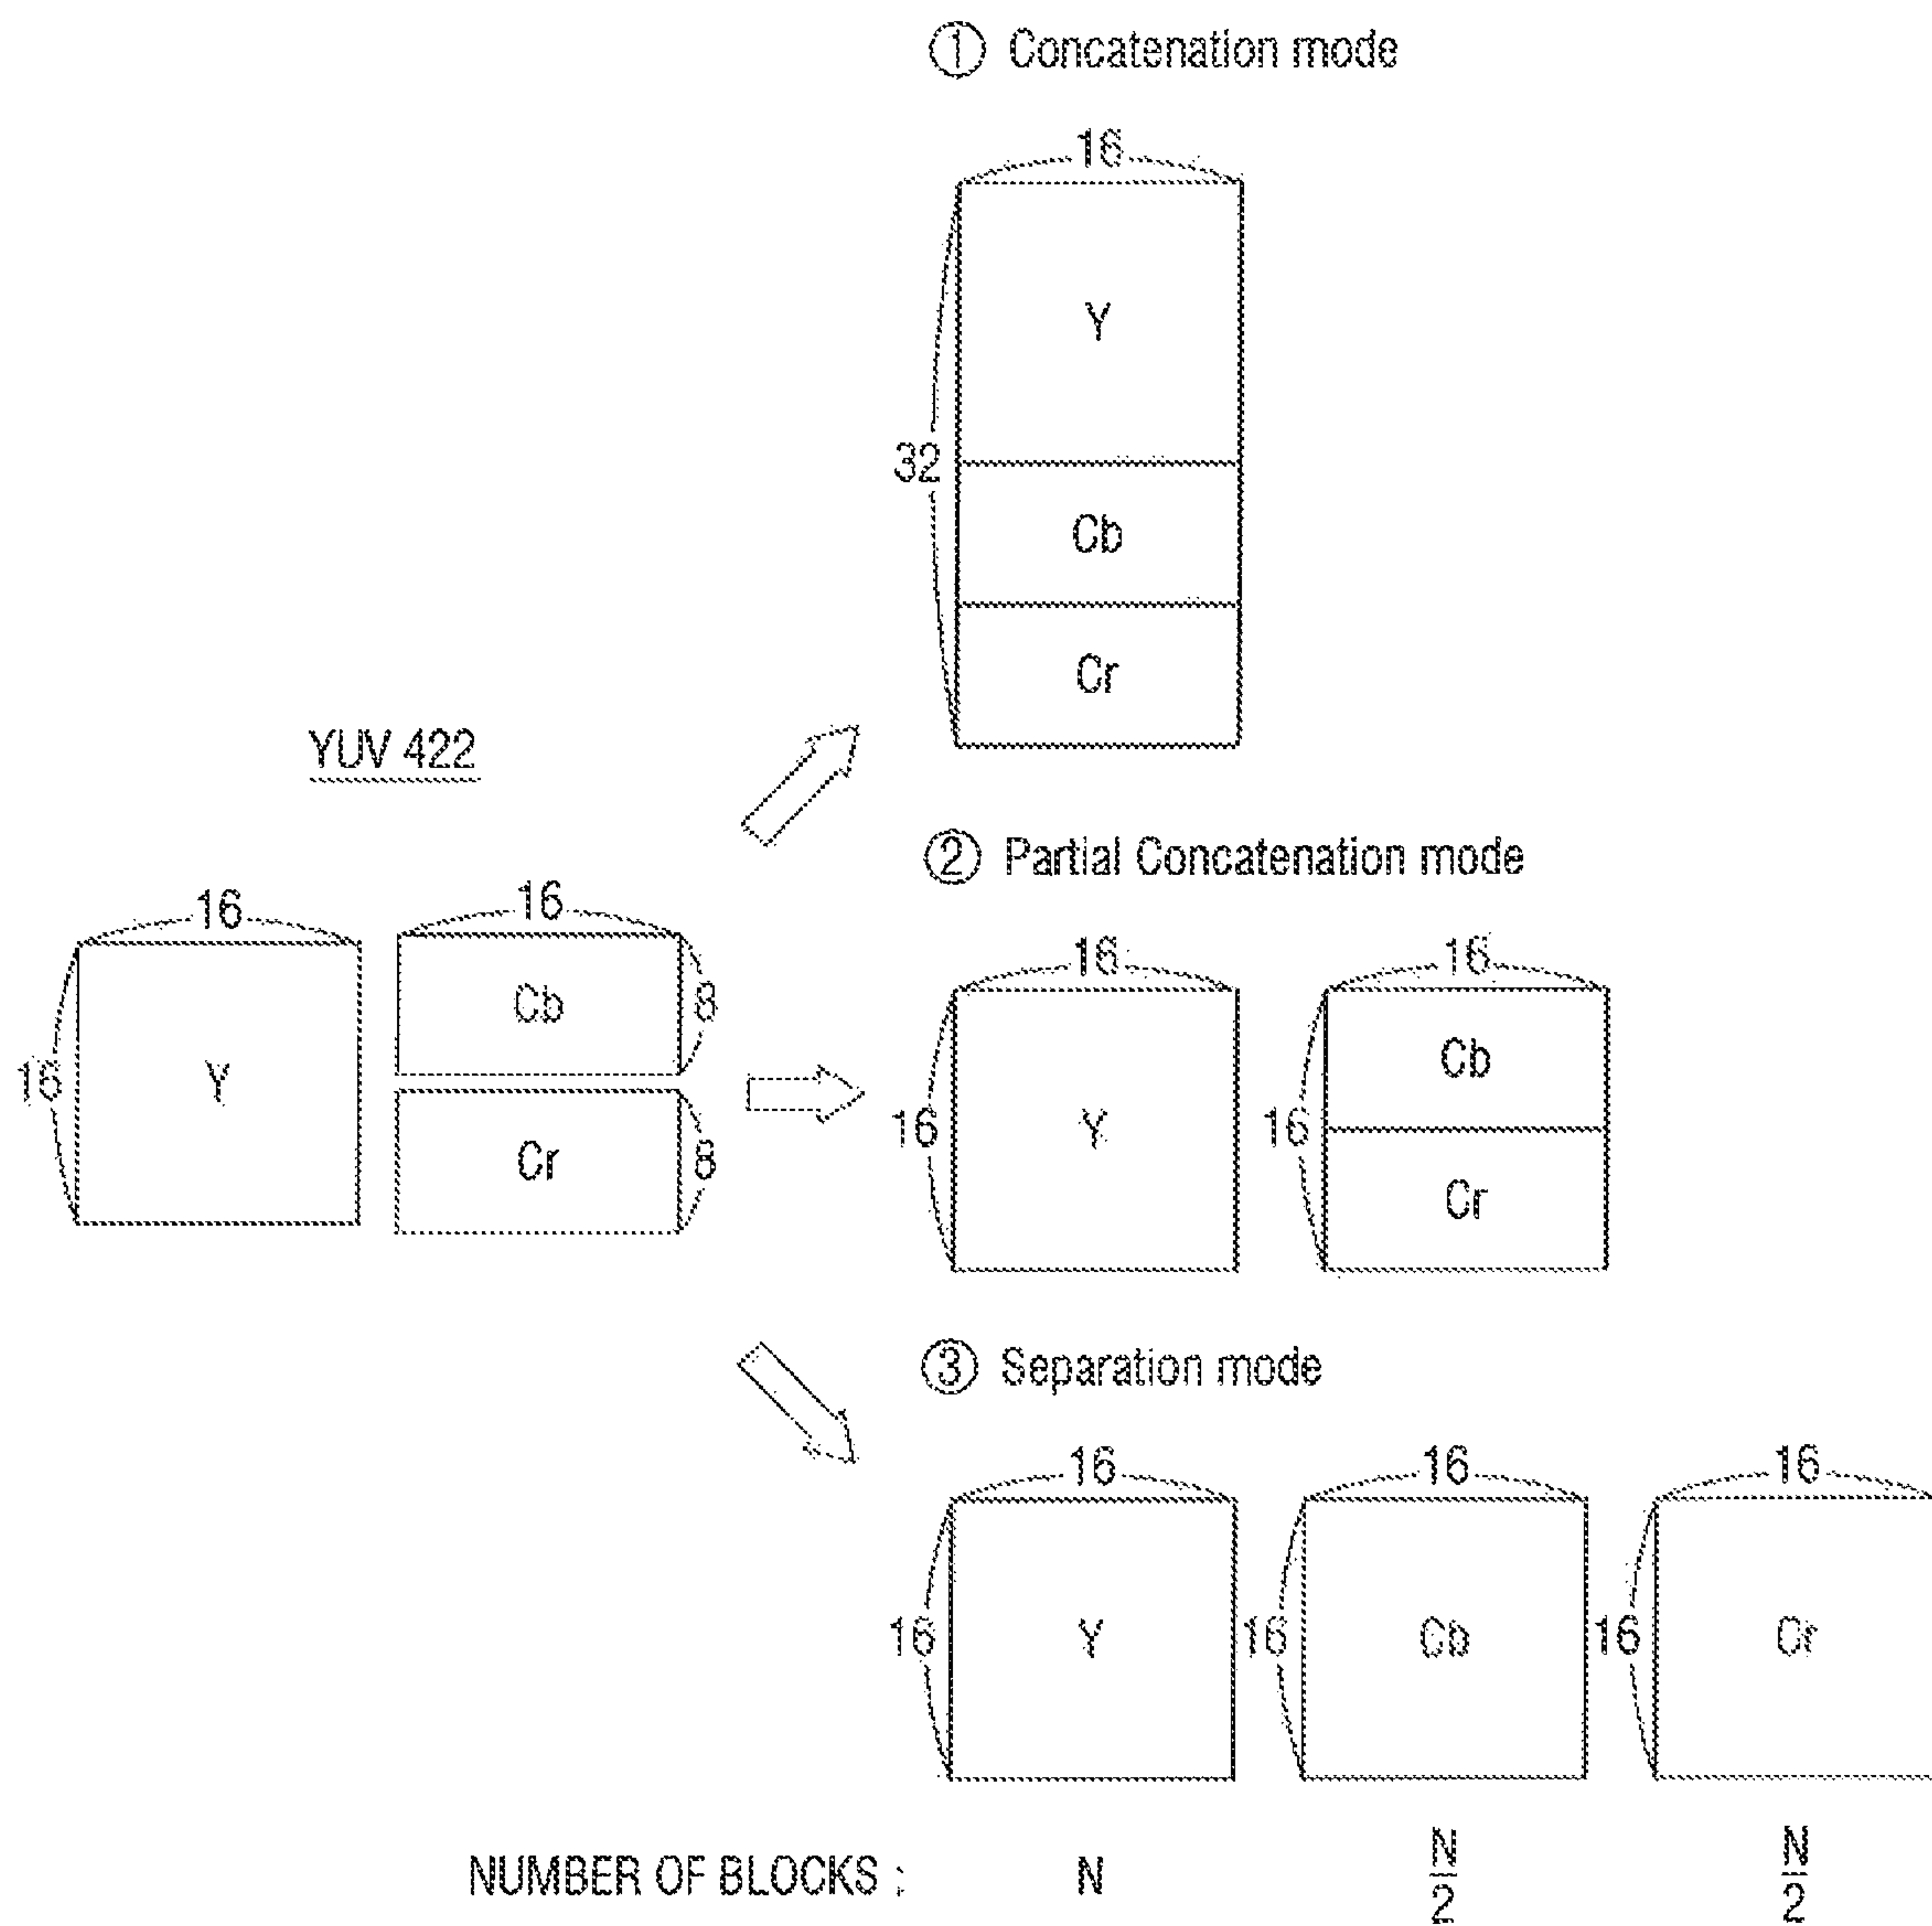 ① Concatenation mode
16
Y
32
Cb
Cr
YUV 422
② Partial Concatenation mode
16
16
Cb
8
16
Y
Cr
8
16
16
16
Y
16
Cb
Cr
③ Separation mode
16
16
16
16
Y
16
Cb
16
Cr
NUMBER OF BLOCKS : N N/2 N/2